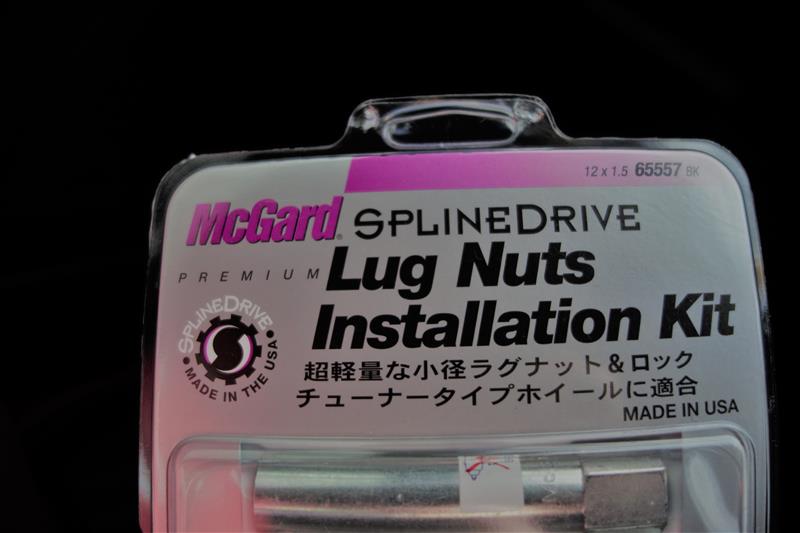 12 x 1.5 65557 BK
McGard® SPLINEDRIVE
PREMIUM Lug Nuts
Installation Kit
SPLINEDRIVE
• MADE IN THE USA •
超軽量な小径ラグナット＆ロック
チューナータイプホイールに適合
MADE IN USA